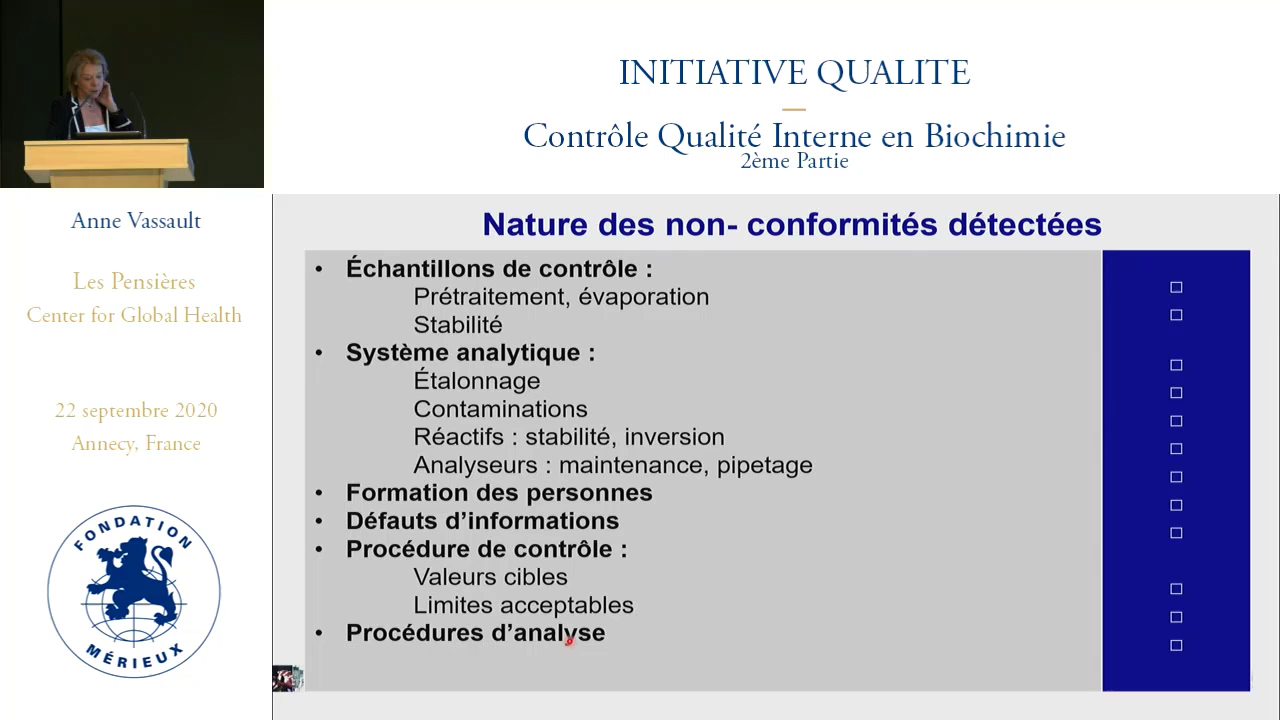 INITIATIVE QUALITE
Contrôle Qualité Interne en Biochimie
2ème Partie
Anne Vassault
Les Pensières
Center for Global Health
22 septembre 2020
Annecy, France
FONDATION
MÉRIEUX
Nature des non- conformités détectées
• Échantillons de contrôle :
Prétraitement, évaporation
Stabilité
• Système analytique :
Étalonnage
Contaminations
Réactifs : stabilité, inversion
Analyseurs : maintenance, pipetage
• Formation des personnes
• Défauts d’informations
• Procédure de contrôle :
Valeurs cibles
Limites acceptables
• Procédures d’analyse